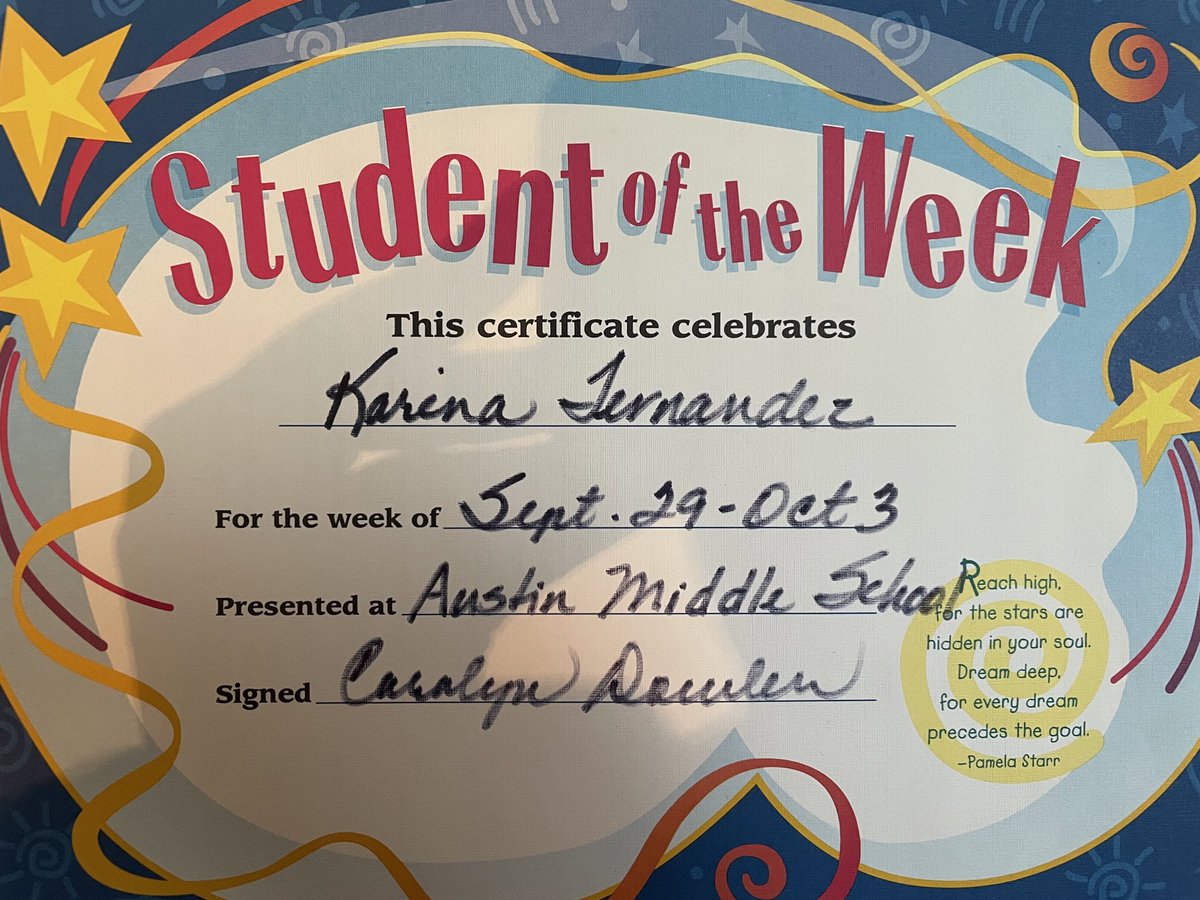 Student of the Week
This certificate celebrates
Karina Fernandez
For the week of Sept. 29 - Oct 3
Presented at Austin Middle School
Signed Carolyn
Reach high,
for the stars are
hidden in your soul.
Dream deep,
for every dream
precedes the goal.
–Pamela Starr